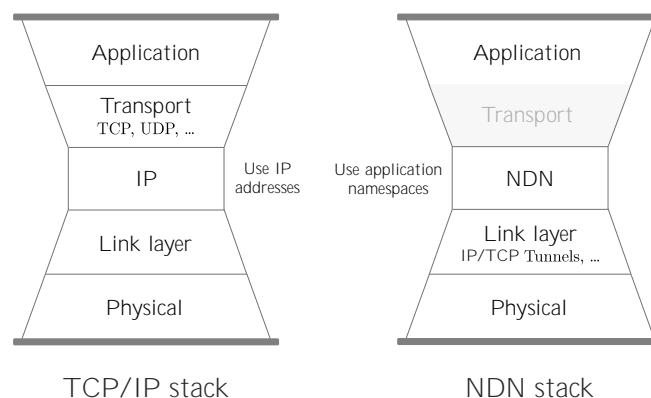 Application
Transport
TCP, UDP, ...
IP
Use IP
addresses
Link layer
Physical
TCP/IP stack
Application
Transport
Use application
namespaces
NDN
Link layer
IP/TCP Tunnels, ...
Physical
NDN stack